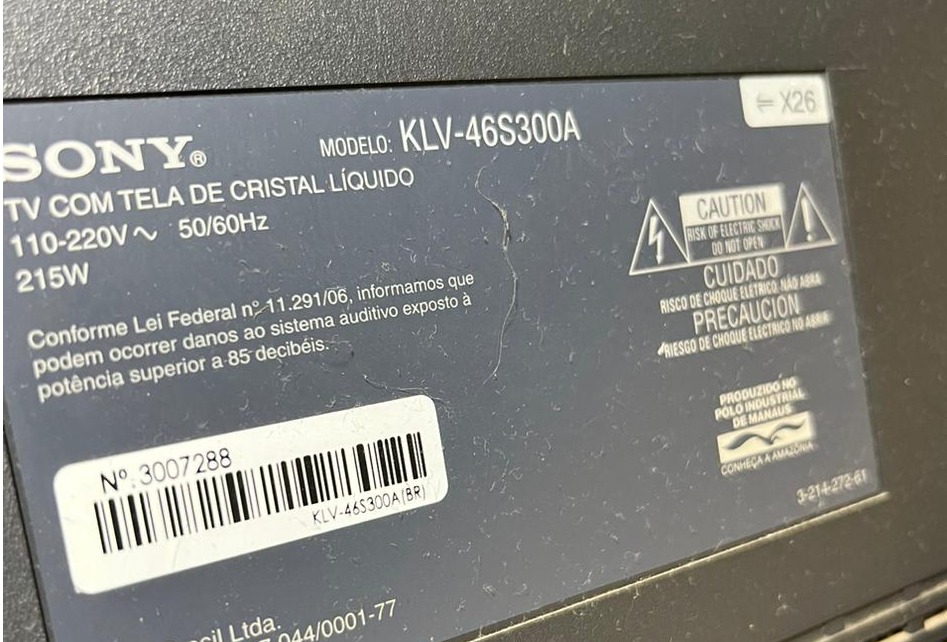 ⇋ X26
SONY®
MODELO: KLV-46S300A
TV COM TELA DE CRISTAL LÍQUIDO
110-220V ~ 50/60Hz
215W
Conforme Lei Federal nº 11.291/06, informamos que
podem ocorrer danos ao sistema auditivo exposto à
potência superior a 85 decibéis.
CAUTION
RISK OF ELECTRIC SHOCK
DO NOT OPEN
CUIDADO
RISCO DE CHOQUE ELÉTRICO. NÃO ABRA
PRECAUCION
RIESGO DE CHOQUE ELECTRICO NO ABRA
PRODUZIDO NO
POLO INDUSTRIAL
DE MANAUS
CONHEÇA A AMAZÔNIA
3-214-272-61
Nº. 3007288
KLV-46S300A(BR)
Ltda.
044/0001-77